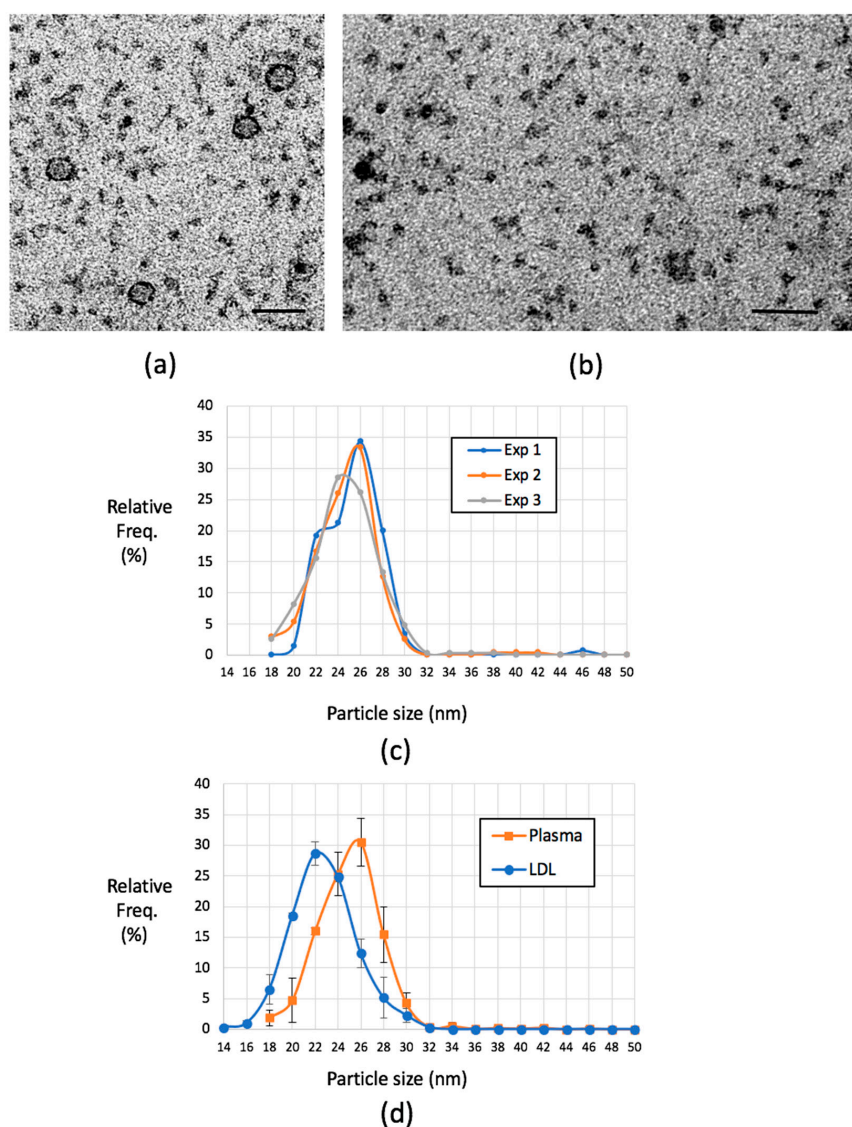 (a)
(b)
40
35
30
25
20
15
10
5
0
Relative
Freq.
(%)
Exp 1
Exp 2
Exp 3
14 16 18 20 22 24 26 28 30 32 34 36 38 40 42 44 46 48 50
Particle size (nm)
(c)
40
35
30
25
20
15
10
5
0
Relative
Freq.
(%)
Plasma
LDL
14 16 18 20 22 24 26 28 30 32 34 36 38 40 42 44 46 48 50
Particle size (nm)
(d)